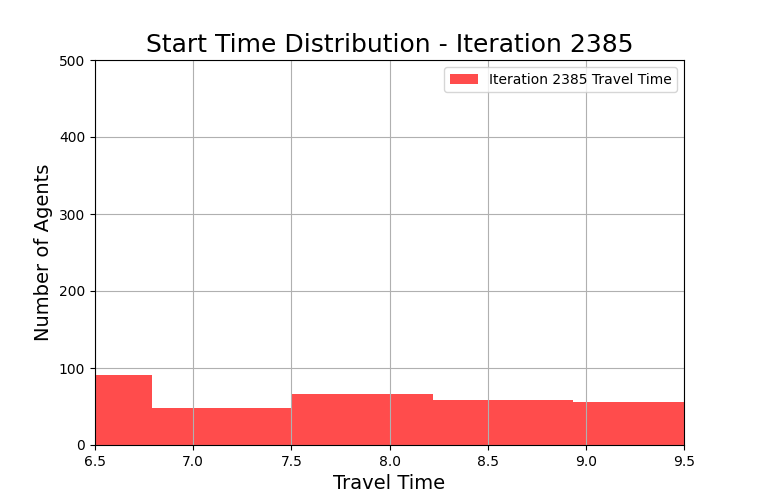 Start Time Distribution - Iteration 2385
Iteration 2385 Travel Time
Number of Agents
500
400
300
200
100
0
6.5 7.0 7.5 8.0 8.5 9.0 9.5
Travel Time